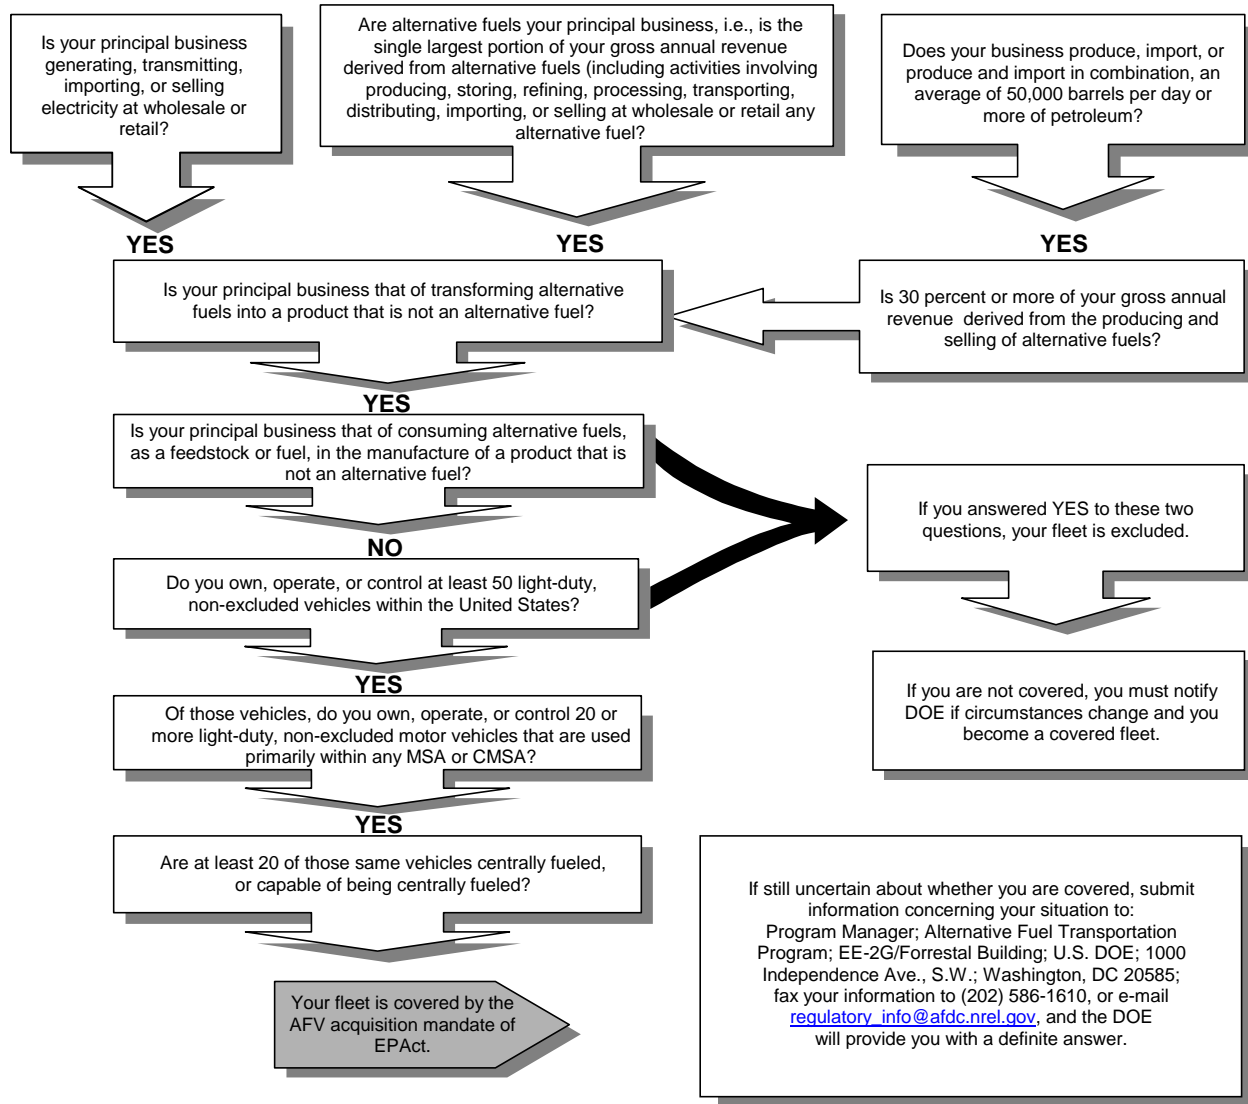 Is your principal business
generating, transmitting,
importing, or selling
electricity at wholesale or
retail?
Are alternative fuels your principal business, i.e., is the
single largest portion of your gross annual revenue
derived from alternative fuels (including activities involving
producing, storing, refining, processing, transporting,
distributing, importing, or selling at wholesale or retail any
alternative fuel?
Does your business produce, import, or
produce and import in combination, an
average of 50,000 barrels per day or
more of petroleum?
YES
YES
YES
Is your principal business that of transforming alternative
fuels into a product that is not an alternative fuel?
Is 30 percent or more of your gross annual
revenue derived from the producing and
selling of alternative fuels?
YES
Is your principal business that of consuming alternative fuels,
as a feedstock or fuel, in the manufacture of a product that is
not an alternative fuel?
If you answered YES to these two
questions, your fleet is excluded.
NO
Do you own, operate, or control at least 50 light-duty,
non-excluded vehicles within the United States?
YES
If you are not covered, you must notify
DOE if circumstances change and you
become a covered fleet.
Of those vehicles, do you own, operate, or control 20 or
more light-duty, non-excluded motor vehicles that are used
primarily within any MSA or CMSA?
YES
Are at least 20 of those same vehicles centrally fueled,
or capable of being centrally fueled?
If still uncertain about whether you are covered, submit
information concerning your situation to:
Program Manager; Alternative Fuel Transportation
Program; EE-2G/Forrestal Building; U.S. DOE; 1000
Independence Ave., S.W.; Washington, DC 20585;
fax your information to (202) 586-1610, or e-mail
regulatory_info@afdc.nrel.gov, and the DOE
will provide you with a definite answer.
Your fleet is covered by the
AFV acquisition mandate of
EPAct.